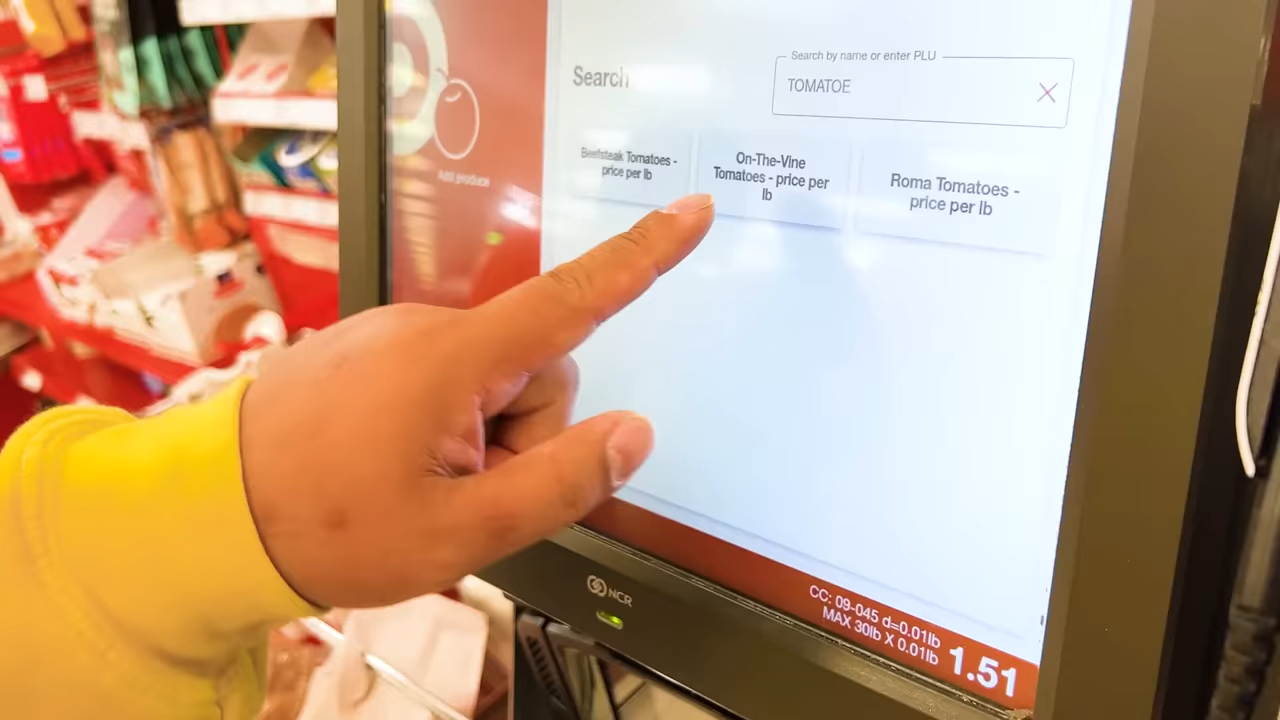 Search by name or enter PLU
Search
TOMATOE
Beefsteak Tomatoes -
price per lb
On-The-Vine
Tomatoes - price per
lb
Roma Tomatoes -
price per lb
Add produce
NCR
CC: 09-045 d=0.01lb
MAX 30lb X 0.01lb
1.51